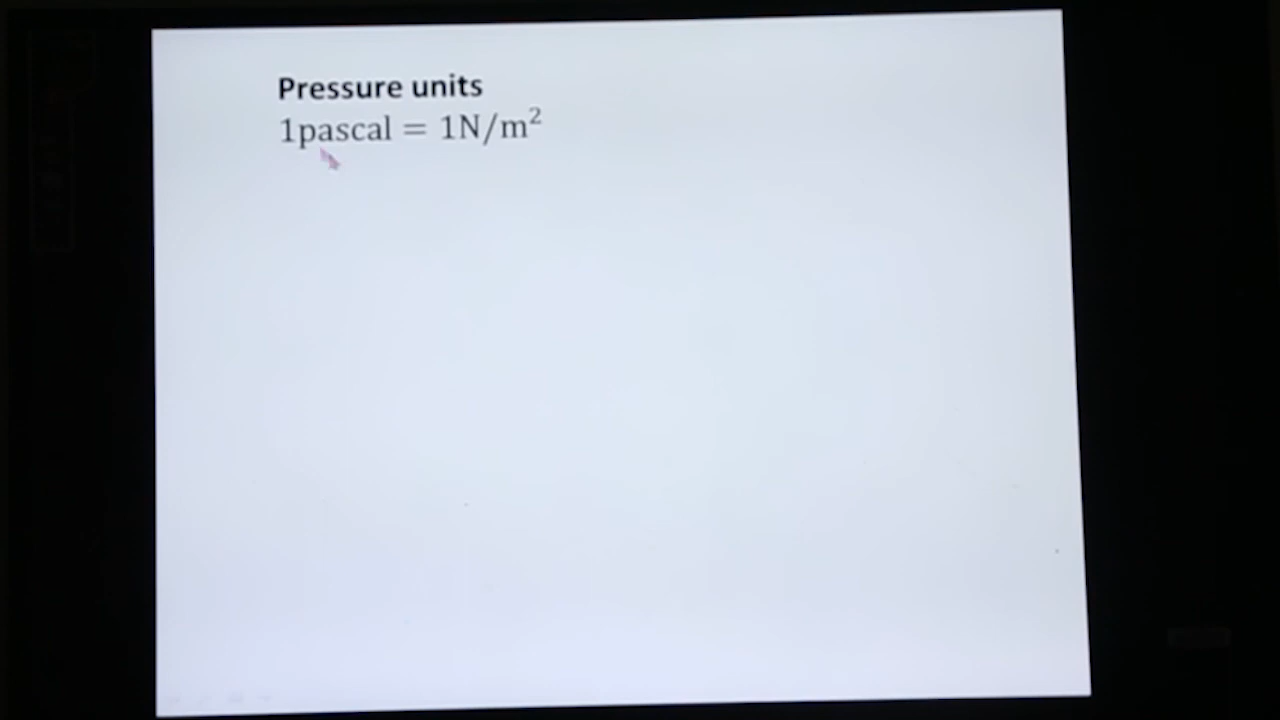 Pressure units
1pascal = 1N/m²